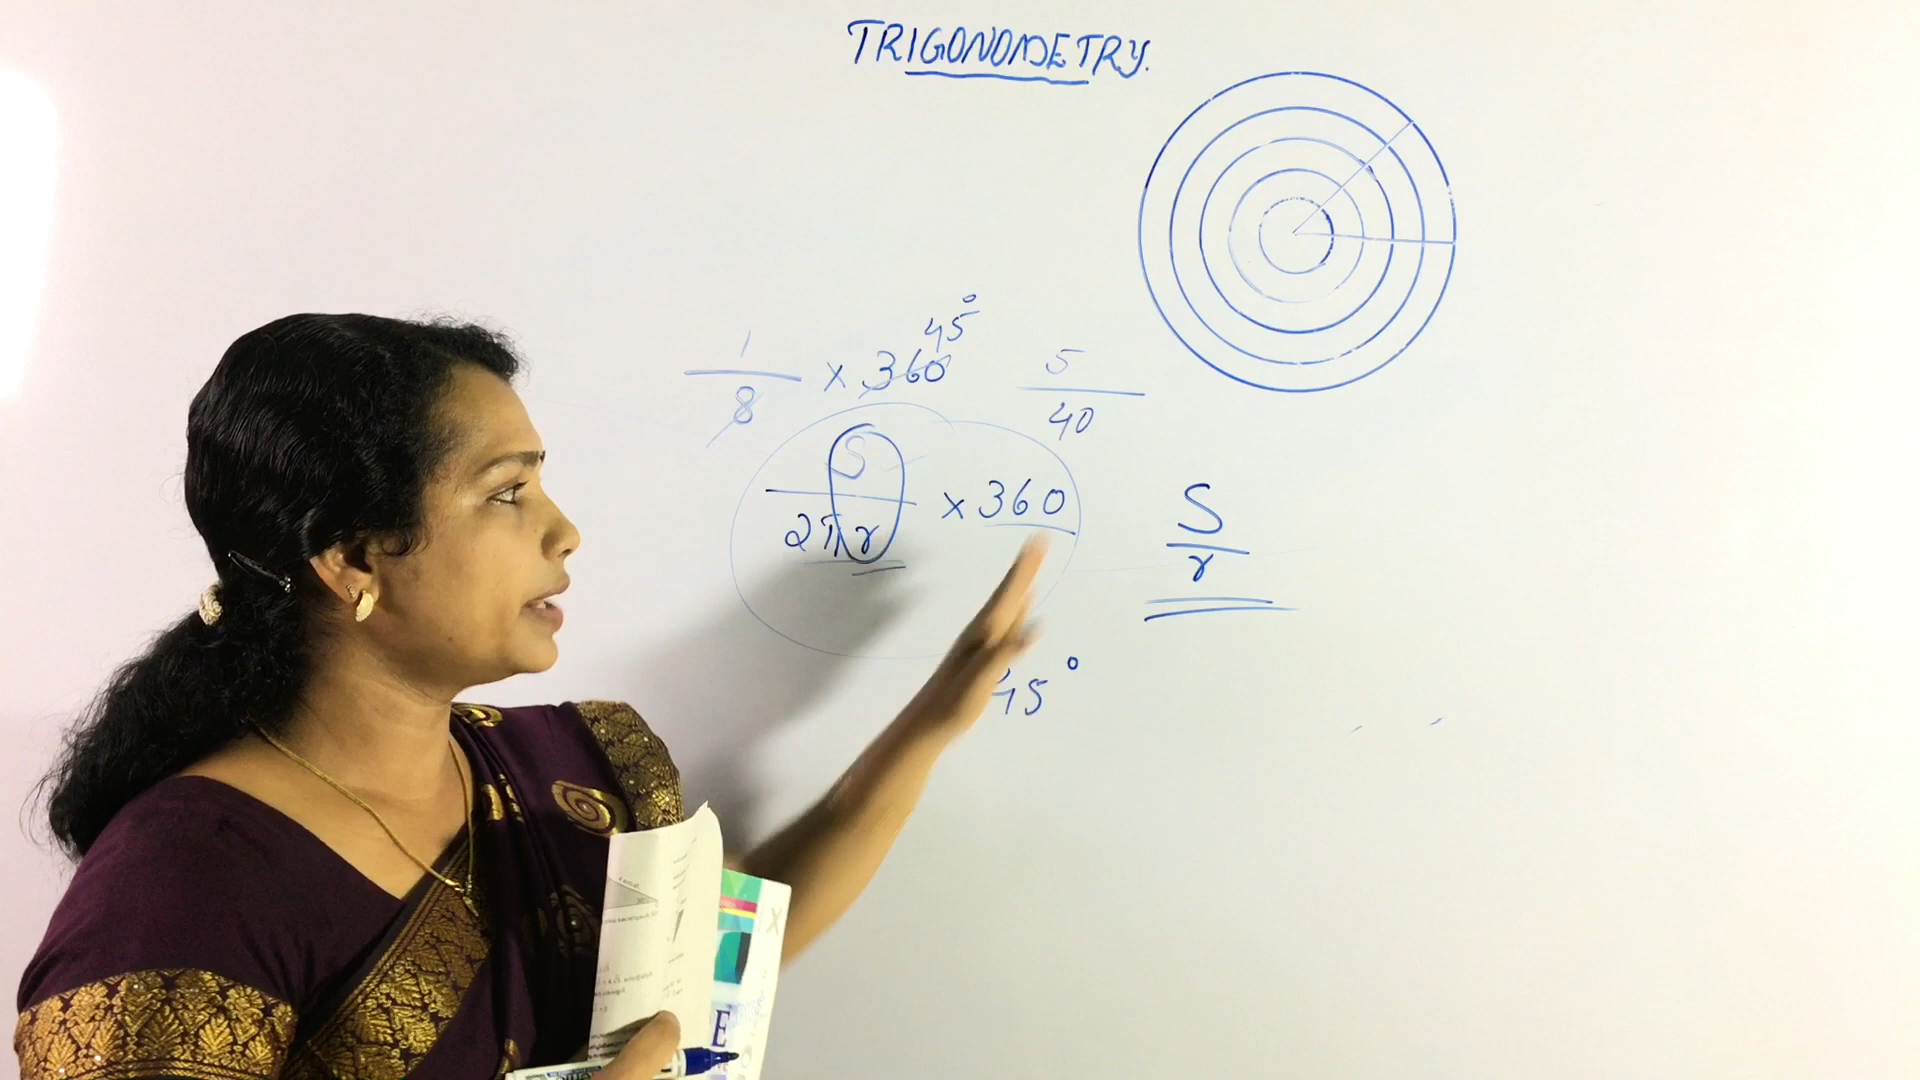 TRIGONOMETRY.
1/8 × 360 45° 5/40
S/2πr × 360 S/r
45°
E